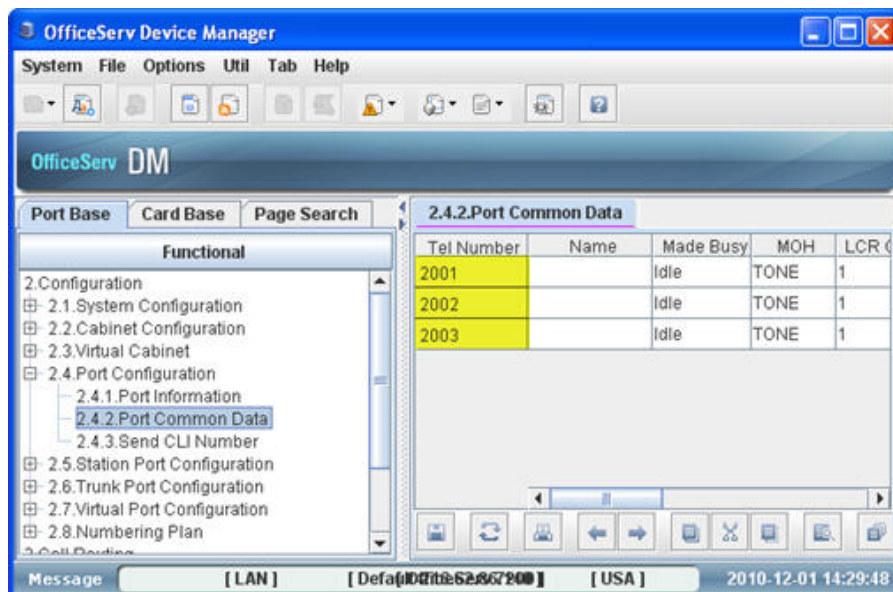 OfficeServ Device Manager
System File Options Util Tab Help
OfficeServ DM
Port Base Card Base Page Search
Functional
2.Configuration
2.1.System Configuration
2.2.Cabinet Configuration
2.3.Virtual Cabinet
2.4.Port Configuration
2.4.1.Port Information
2.4.2.Port Common Data
2.4.3.Send CLI Number
2.5.Station Port Configuration
2.6.Trunk Port Configuration
2.7.Virtual Port Configuration
2.8.Numbering Plan
2.4.2.Port Common Data
Tel Number Name Made Busy MOH LCR
2001 Idle TONE 1
2002 Idle TONE 1
2003 Idle TONE 1
Message [ LAN ] [ USA ] 2010-12-01 14:29:48